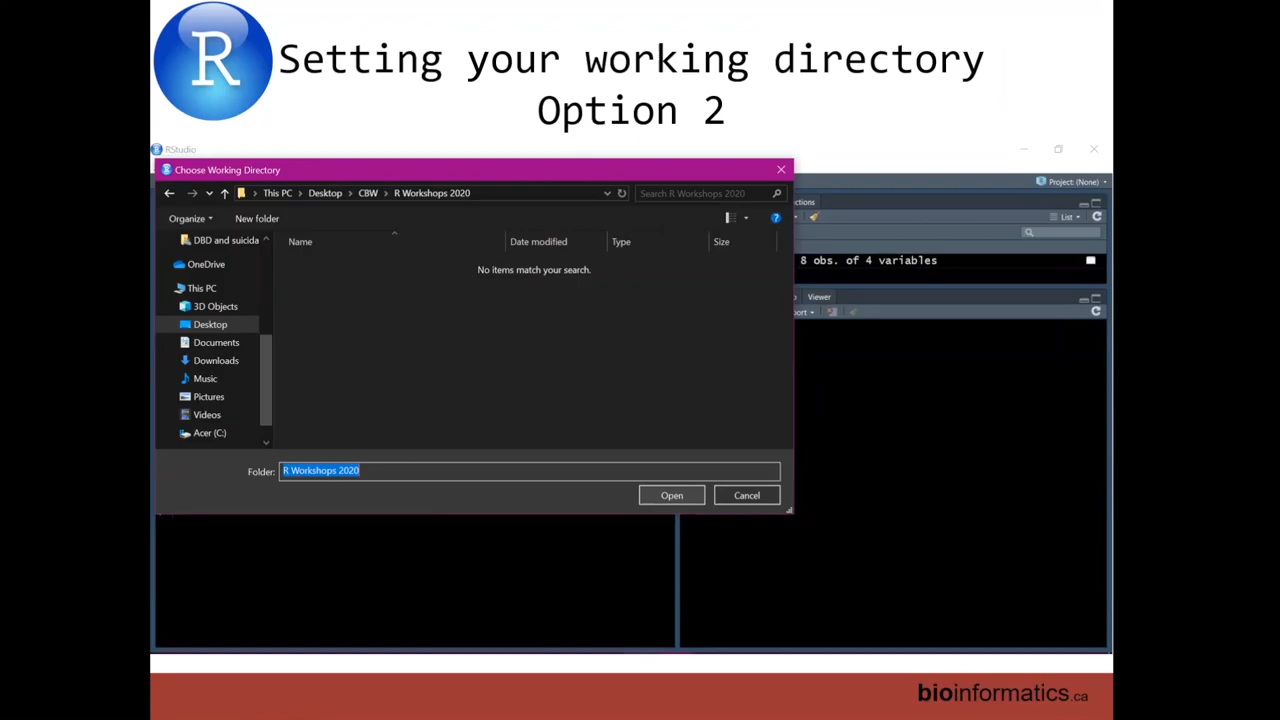 R
Setting your working directory
Option 2
RStudio
Choose Working Directory
Project: (None)
This PC > Desktop > CBW > R Workshops 2020
Search R Workshops 2020
Organize
New folder
List
DBD and suicida
Name
Date modified
Type
Size
OneDrive
No items match your search.
8 obs. of 4 variables
This PC
3D Objects
Viewer
Desktop
Documents
Downloads
Music
Pictures
Videos
Acer (C:)
Folder:
R Workshops 2020
Open
Cancel
bioinformatics.ca